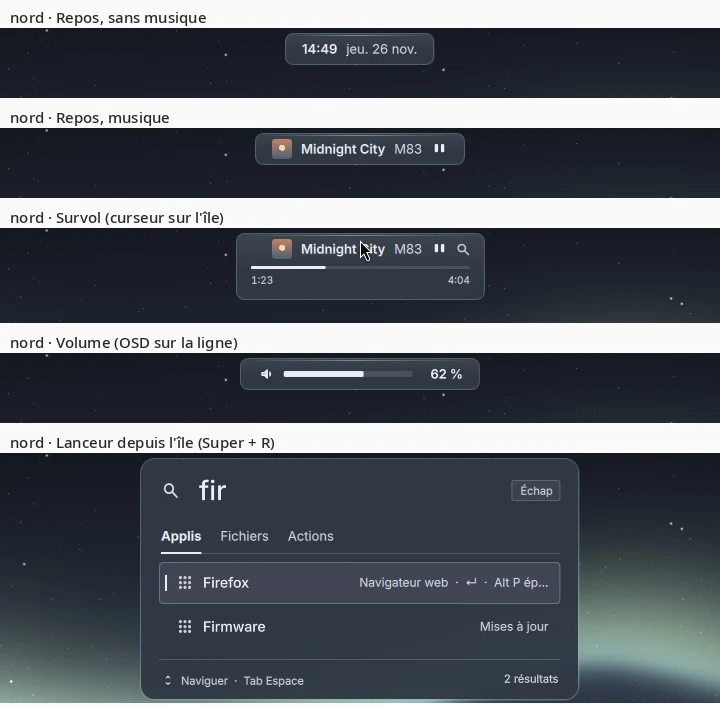 nord · Repos, sans musique
14:49 jeu. 26 nov.
nord · Repos, musique
Midnight City M83
nord · Survol (curseur sur l'île)
Midnight City M83
1:23 4:04
nord · Volume (OSD sur la ligne)
62 %
nord · Lanceur depuis l'île (Super + R)
fir Échap
Applis Fichiers Actions
Firefox Navigateur web · ↵ · Alt P ép...
Firmware Mises à jour
Naviguer · Tab Espace 2 résultats